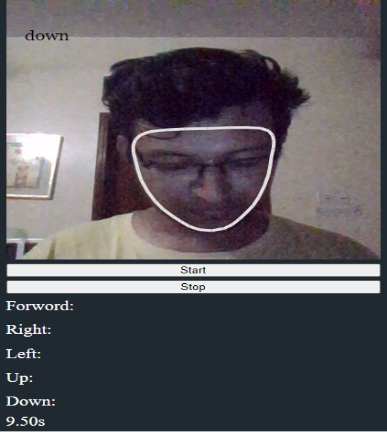 down
Start
Stop
Forword:
Right:
Left:
Up:
Down:
9.50s